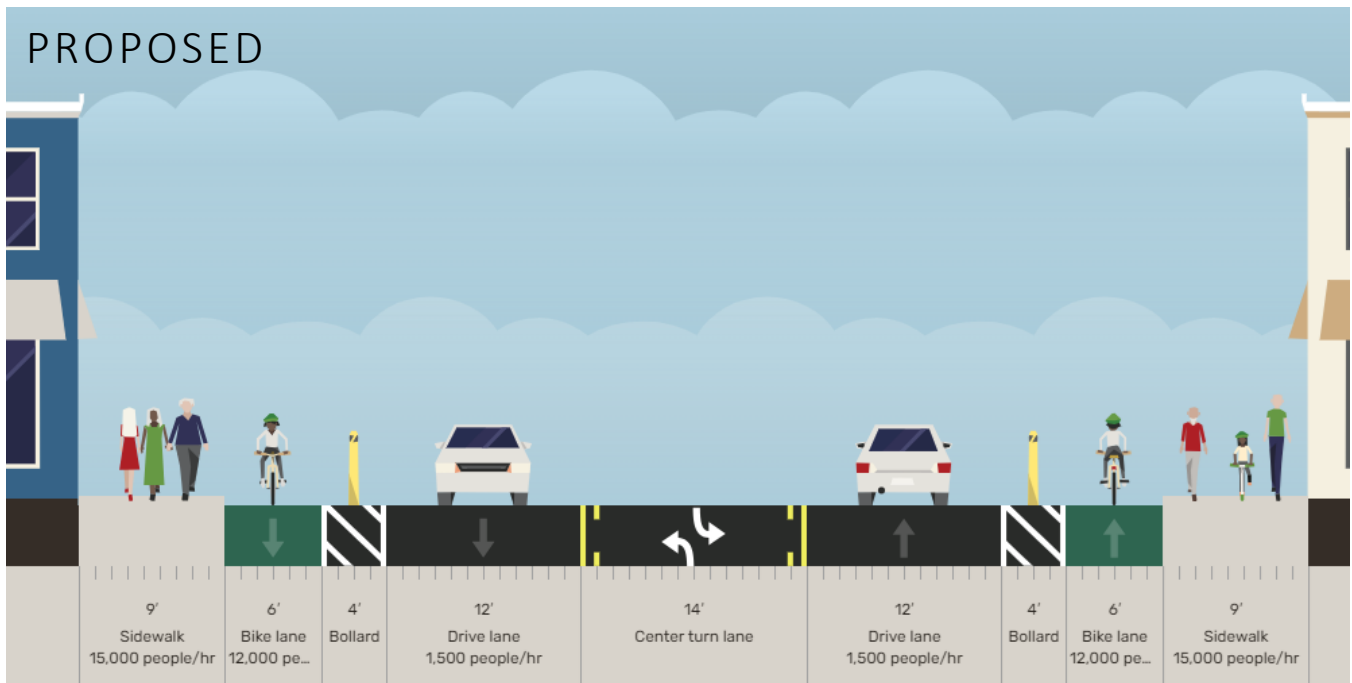 PROPOSED
9'
Sidewalk
15,000 people/hr
6'
Bike lane
12,000 pe...
4'
Bollard
12'
Drive lane
1,500 people/hr
14'
Center turn lane
12'
Drive lane
1,500 people/hr
4'
Bollard
6'
Bike lane
12,000 pe...
9'
Sidewalk
15,000 people/hr